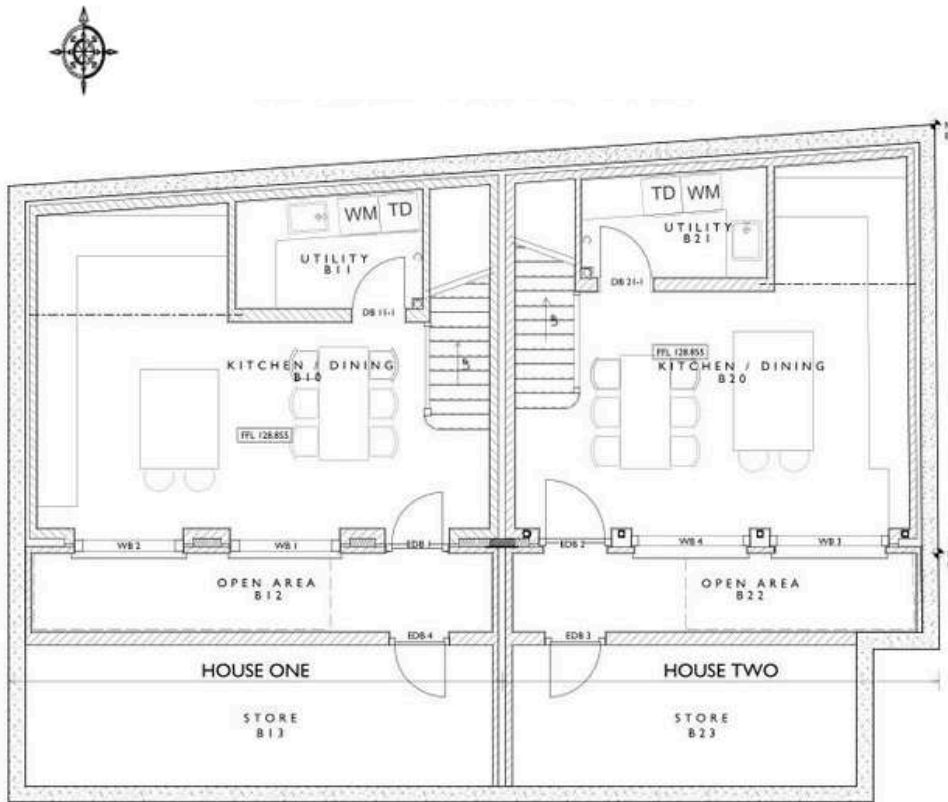 TD WM
WM TD
UTILITY
B21
UTILITY
B11
DB 21-1
DB 11-1
KITCHEN / DINING
B10
FFL 128.855
KITCHEN / DINING
B20
UP
UP
FFL 128.855
WB 2
WB 1
EDB 1
EDB 2
WB 4
WB 3
OPEN AREA
B12
OPEN AREA
B22
EDB 4
EDB 3
HOUSE ONE
HOUSE TWO
STORE
B13
STORE
B23